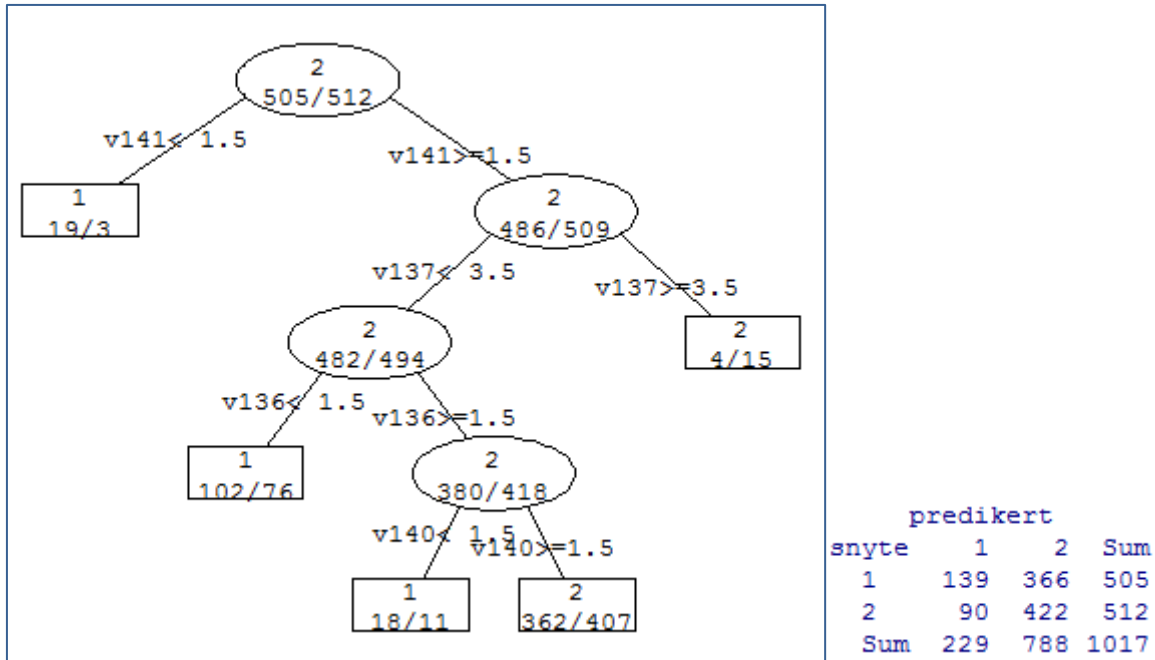 2
505/512
v141< 1.5
v141>=1.5
1
19/3
2
486/509
v137< 3.5
v137>=3.5
2
482/494
2
4/15
v136< 1.5
v136>=1.5
1
102/76
2
380/418
v140< 1.5
v140>=1.5
1
18/11
2
362/407
predikert
snyte 1 2 Sum
1 139 366 505
2 90 422 512
Sum 229 788 1017